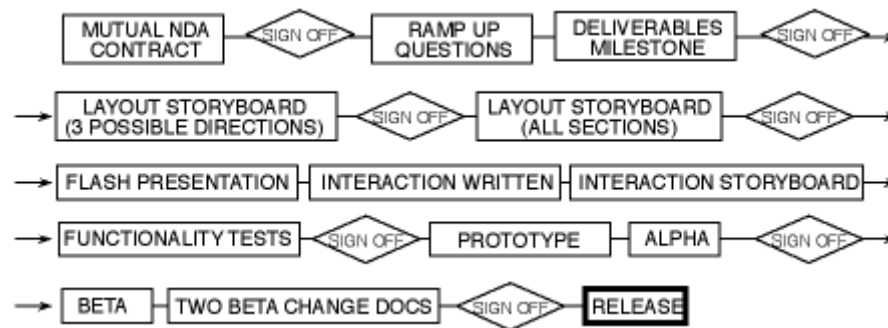 MUTUAL NDA
CONTRACT
SIGN OFF
RAMP UP
QUESTIONS
DELIVERABLES
MILESTONE
SIGN OFF
LAYOUT STORYBOARD
(3 POSSIBLE DIRECTIONS)
SIGN OFF
LAYOUT STORYBOARD
(ALL SECTIONS)
SIGN OFF
FLASH PRESENTATION
INTERACTION WRITTEN
INTERACTION STORYBOARD
FUNCTIONALITY TESTS
SIGN OFF
PROTOTYPE
ALPHA
SIGN OFF
BETA
TWO BETA CHANGE DOCS
SIGN OFF
RELEASE